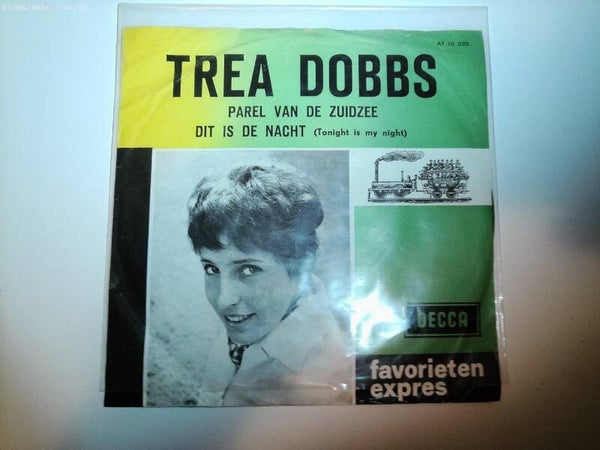 AT 10 095
TREA DOBBS
PAREL VAN DE ZUIDZEE
DIT IS DE NACHT (Tonight is my night)
DECCA
favorieten
expres